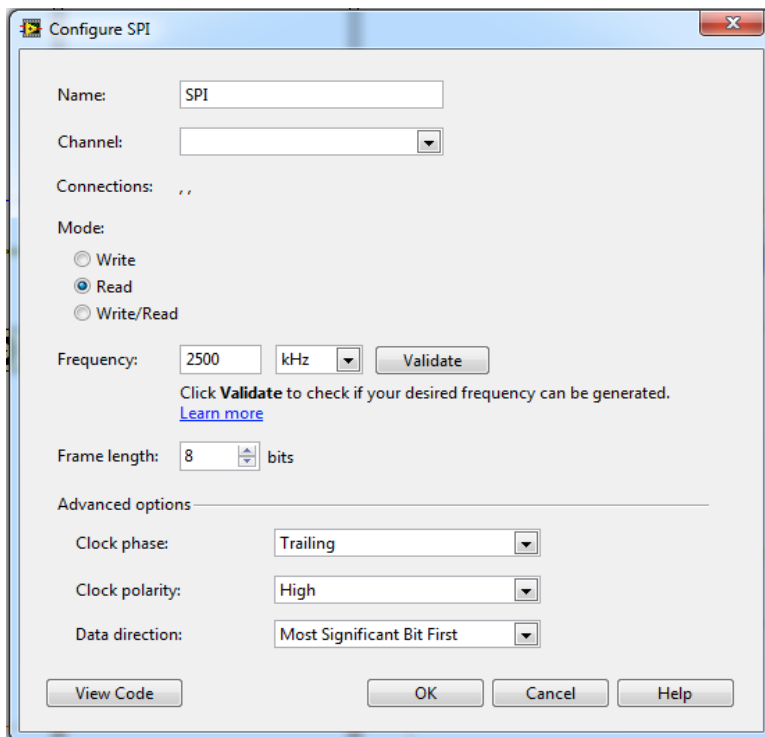 Configure SPI
Name: SPI
Channel:
Connections: , ,
Mode:
Write
Read
Write/Read
Frequency: 2500 kHz Validate
Click Validate to check if your desired frequency can be generated.
Learn more
Frame length: 8 bits
Advanced options
Clock phase: Trailing
Clock polarity: High
Data direction: Most Significant Bit First
View Code OK Cancel Help